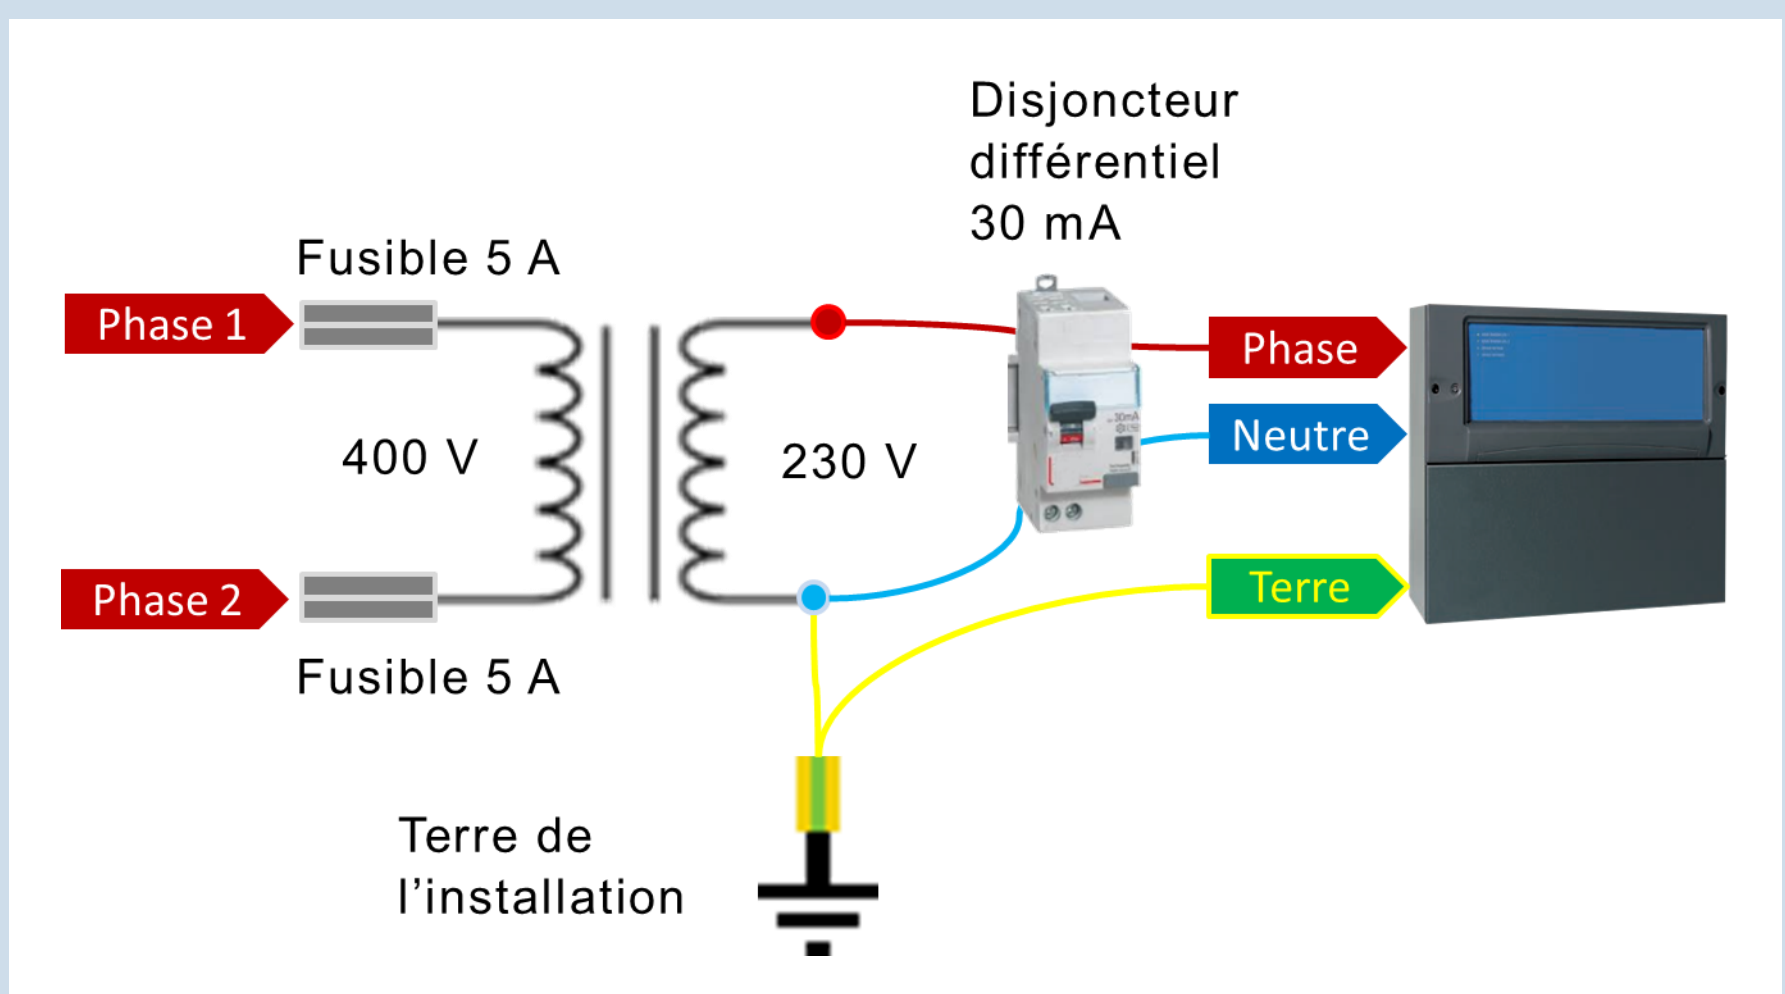 Disjoncteur
différentiel
30 mA
Fusible 5 A
Phase 1
Phase
Neutre
400 V
230 V
30mA
Phase 2
Terre
Fusible 5 A
Terre de
l'installation